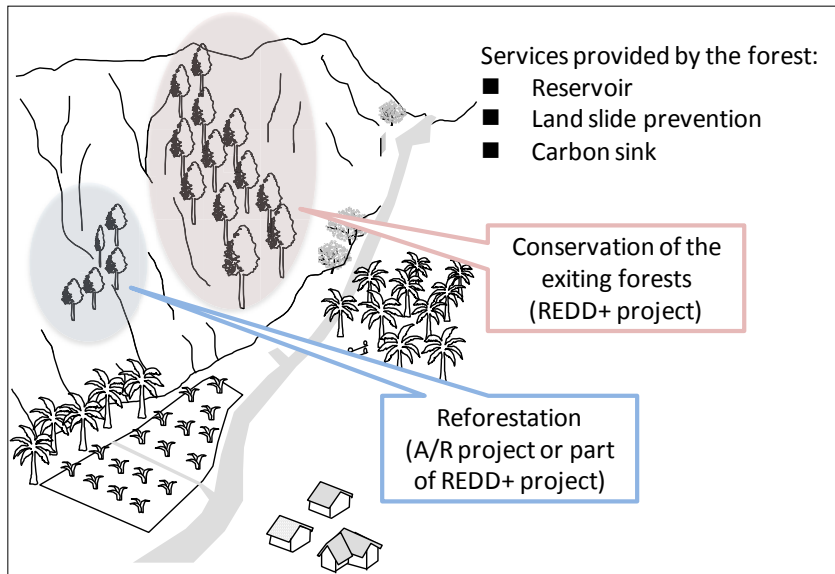 Services provided by the forest:
■ Reservoir
■ Land slide prevention
■ Carbon sink
Conservation of the
exiting forests
(REDD+ project)
Reforestation
(A/R project or part
of REDD+ project)